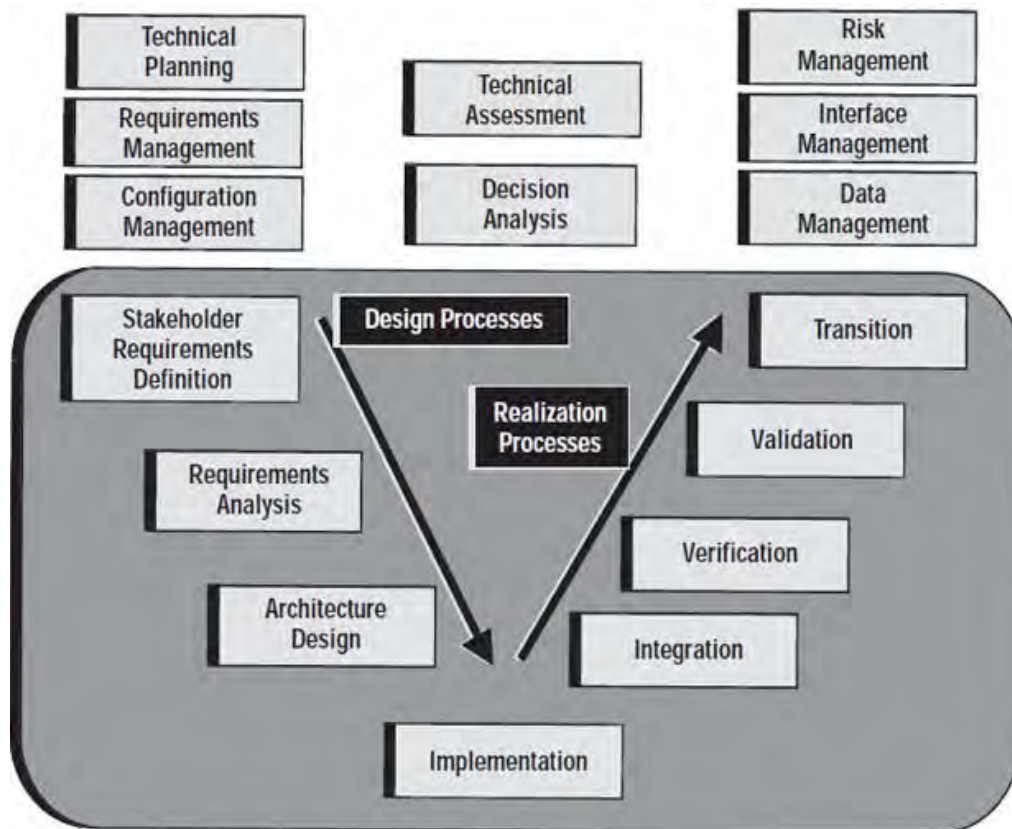 Technical
Planning
Requirements
Management
Configuration
Management
Technical
Assessment
Decision
Analysis
Risk
Management
Interface
Management
Data
Management
Stakeholder
Requirements
Definition
Design Processes
Transition
Realization
Processes
Validation
Requirements
Analysis
Verification
Architecture
Design
Integration
Implementation